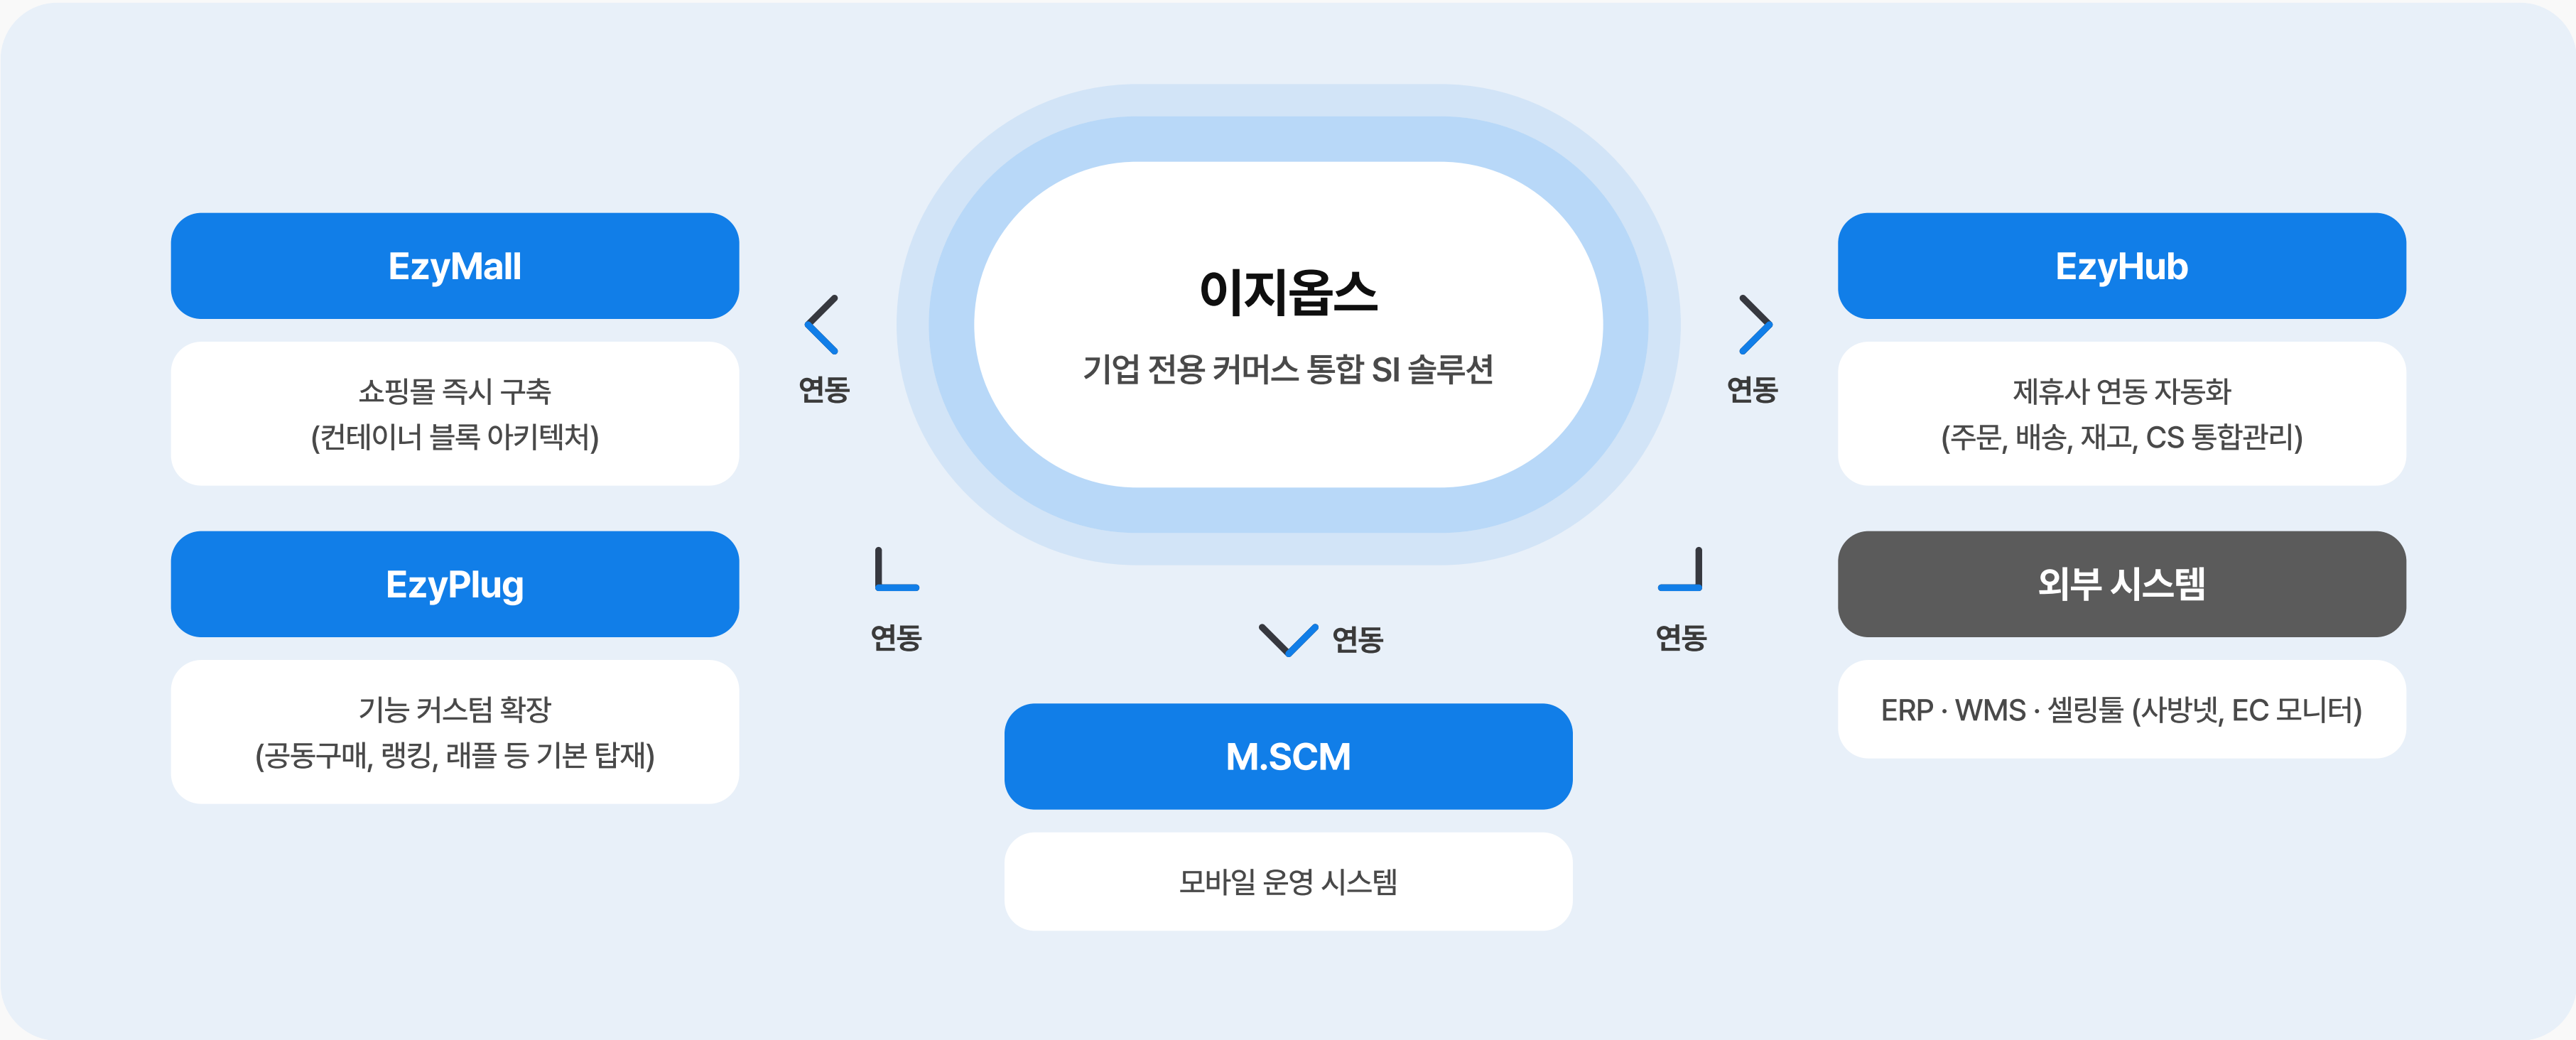 이지옵스
기업 전용 커머스 통합 SI 솔루션
EzyMall
쇼핑몰 즉시 구축
(컨테이너 블록 아키텍처)
연동
EzyPlug
기능 커스텀 확장
(공동구매, 랭킹, 래플 등 기본 탑재)
연동
연동
M.SCM
모바일 운영 시스템
연동
EzyHub
제휴사 연동 자동화
(주문, 배송, 재고, CS 통합관리)
연동
외부 시스템
ERP · WMS · 셀링툴 (사방넷, EC 모니터)